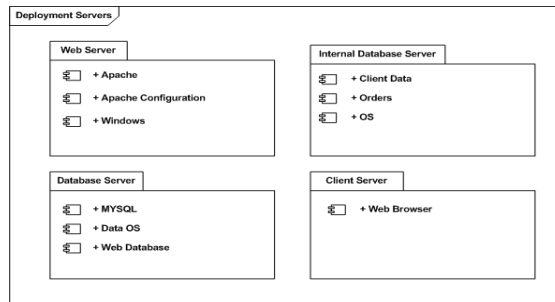 Deployment Servers
Web Server
+ Apache
+ Apache Configuration
+ Windows
Internal Database Server
+ Client Data
+ Orders
+ OS
Database Server
+ MYSQL
+ Data OS
+ Web Database
Client Server
+ Web Browser